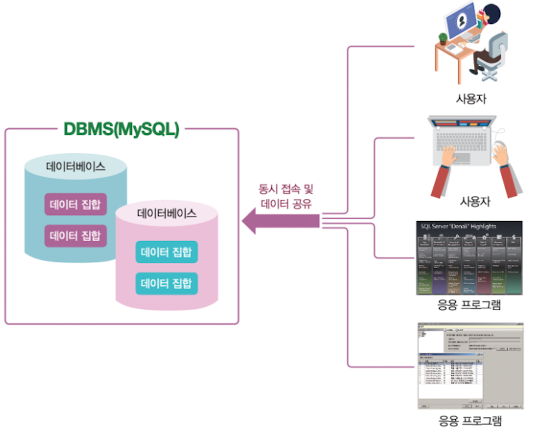 DBMS(MySQL)
데이터베이스
데이터 집합
데이터 집합
데이터베이스
데이터 집합
데이터 집합
동시 접속 및
데이터 공유
사용자
사용자
SQL Server "Denali" Highlights
응용 프로그램
응용 프로그램